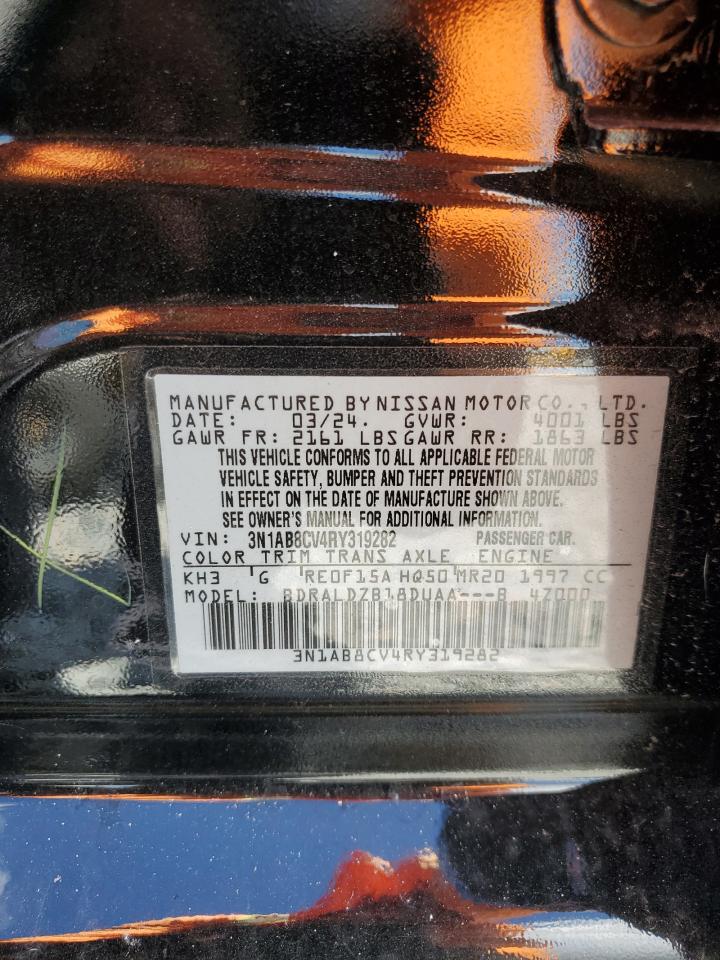 MANUFACTURED BY NISSAN MOTOR CO., LTD.
DATE: 03/24. GVWR: 4001 LBS
GAWR FR: 2161 LBS GAWR RR: 1863 LBS
THIS VEHICLE CONFORMS TO ALL APPLICABLE FEDERAL MOTOR
VEHICLE SAFETY, BUMPER AND THEFT PREVENTION STANDARDS
IN EFFECT ON THE DATE OF MANUFACTURE SHOWN ABOVE.
SEE OWNER'S MANUAL FOR ADDITIONAL INFORMATION.
VIN: 3N1AB8CV4RY319282 PASSENGER CAR.
COLOR TRIM TRANS AXLE ENGINE
KH3 G RE0F15A HQ50 MR20 1997 CC
MODEL: BDRALDZB18DUAA---B 4Z000
3N1AB8CV4RY319282